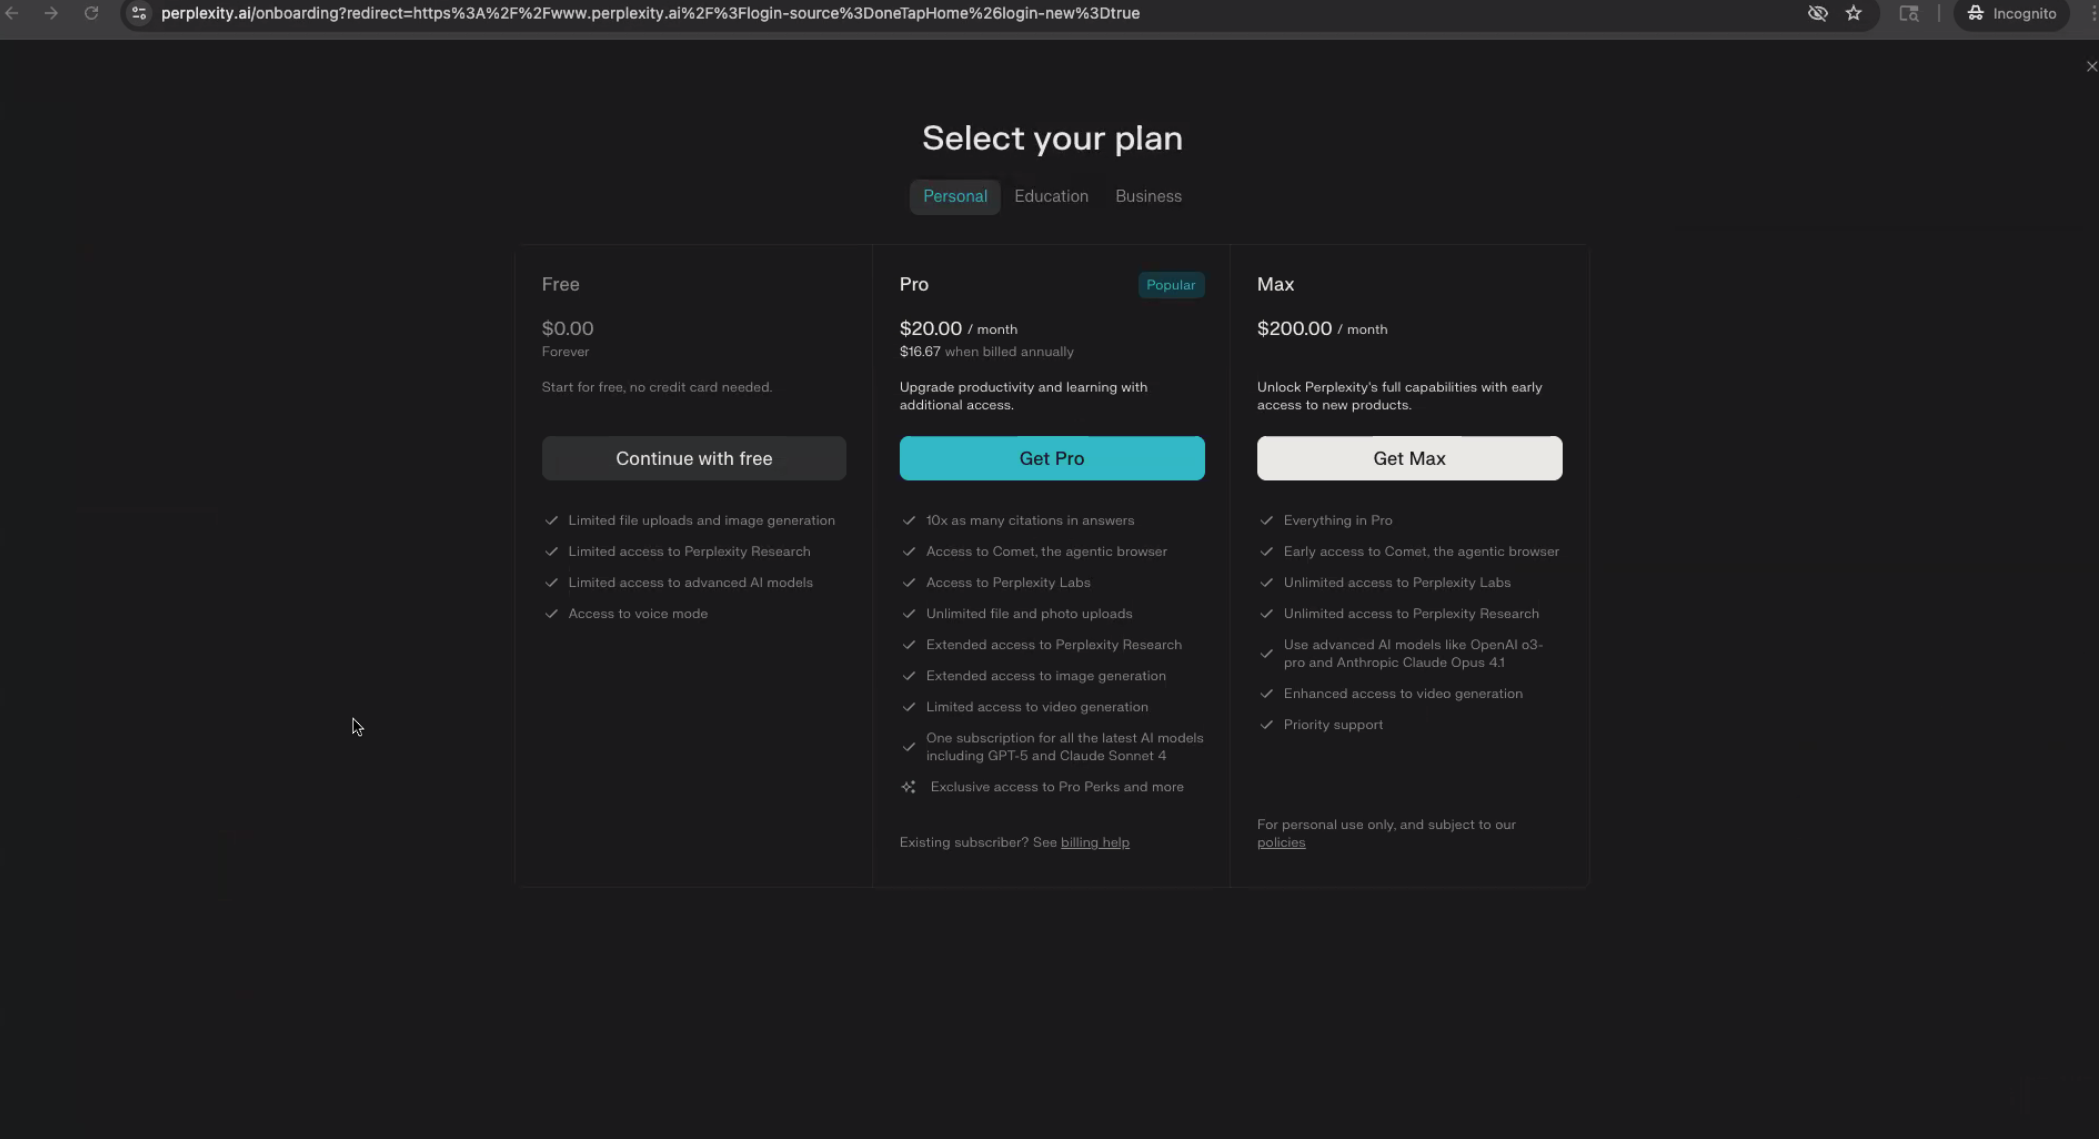 perplexity.ai/onboarding?redirect=https%3A%2F%2Fwww.perplexity.ai%2F%3Flogin-source%3DoneTapHome%26login-new%3Dtrue
Incognito
Select your plan
Personal
Education
Business
Free
$0.00
Forever
Start for free, no credit card needed.
Continue with free
Limited file uploads and image generation
Limited access to Perplexity Research
Limited access to advanced AI models
Access to voice mode
Pro
Popular
$20.00 / month
$16.67 when billed annually
Upgrade productivity and learning with
additional access.
Get Pro
10x as many citations in answers
Access to Comet, the agentic browser
Access to Perplexity Labs
Unlimited file and photo uploads
Extended access to Perplexity Research
Extended access to image generation
Limited access to video generation
One subscription for all the latest AI models
including GPT-5 and Claude Sonnet 4
Exclusive access to Pro Perks and more
Existing subscriber? See billing help
Max
$200.00 / month
Unlock Perplexity's full capabilities with early
access to new products.
Get Max
Everything in Pro
Early access to Comet, the agentic browser
Unlimited access to Perplexity Labs
Unlimited access to Perplexity Research
Use advanced AI models like OpenAI o3-
pro and Anthropic Claude Opus 4.1
Enhanced access to video generation
Priority support
For personal use only, and subject to our
policies